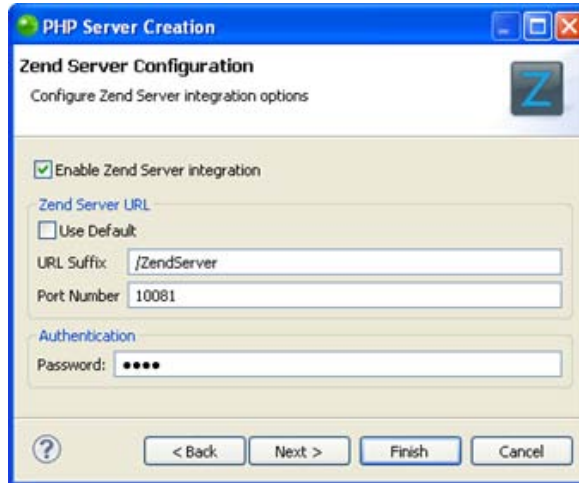 PHP Server Creation
Zend Server Configuration
Configure Zend Server integration options
Z
Enable Zend Server integration
Zend Server URL
Use Default
URL Suffix /ZendServer
Port Number 10081
Authentication
Password: ••••
? < Back Next > Finish Cancel